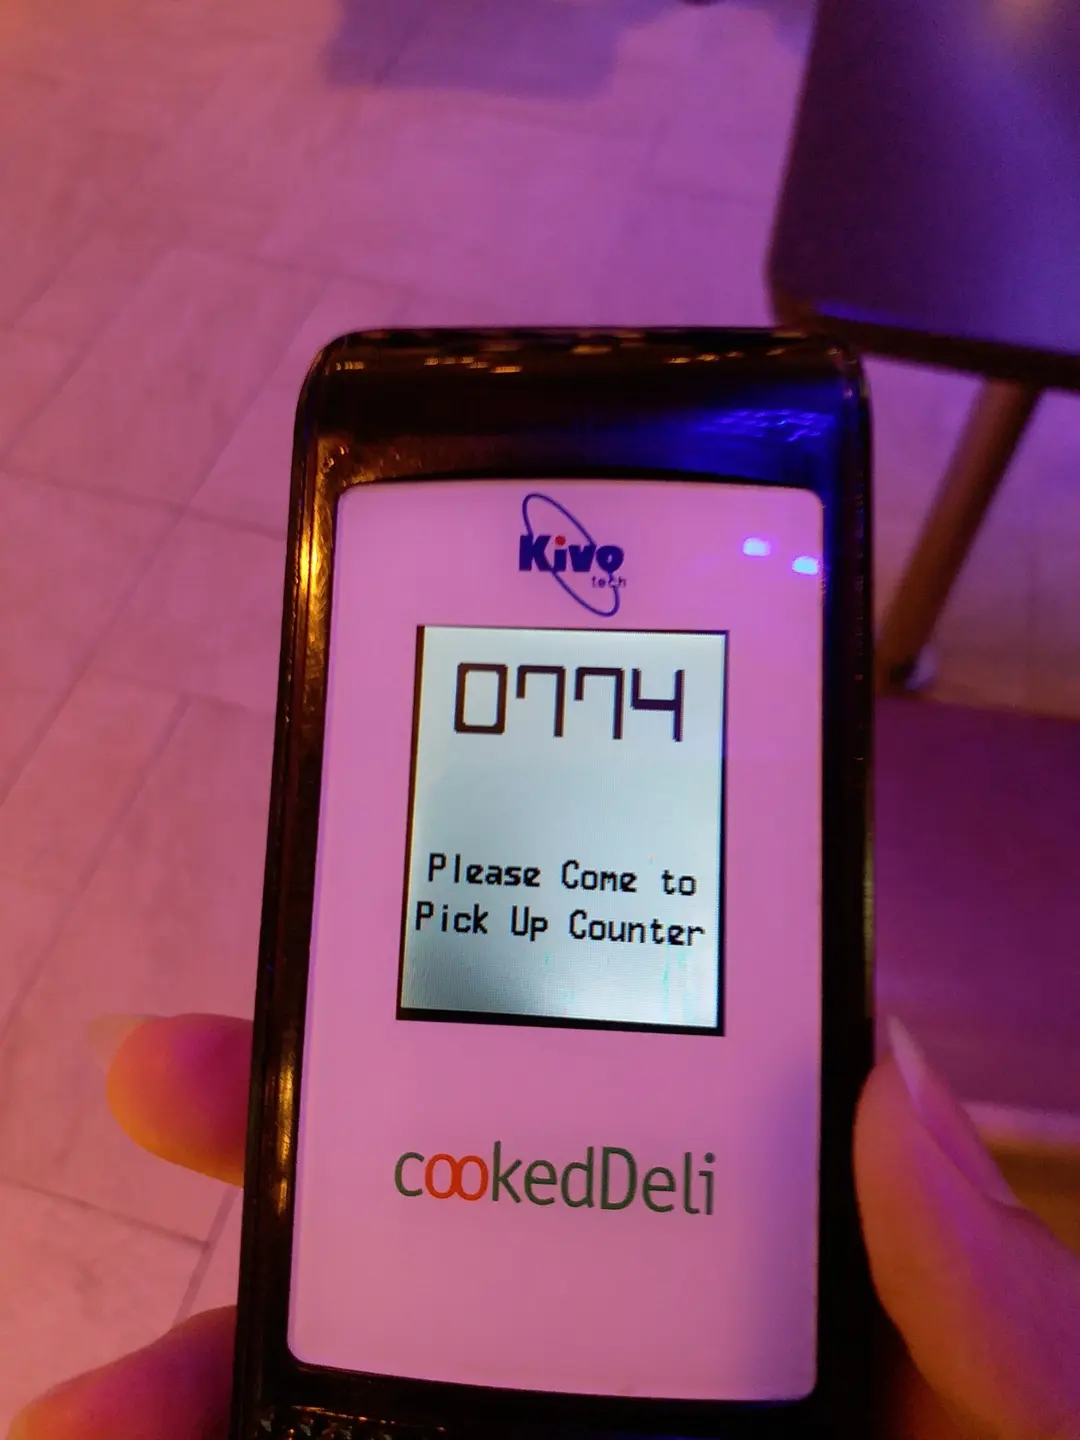 Kivo
tech
0774
Please Come to
Pick Up Counter
cookedDeli